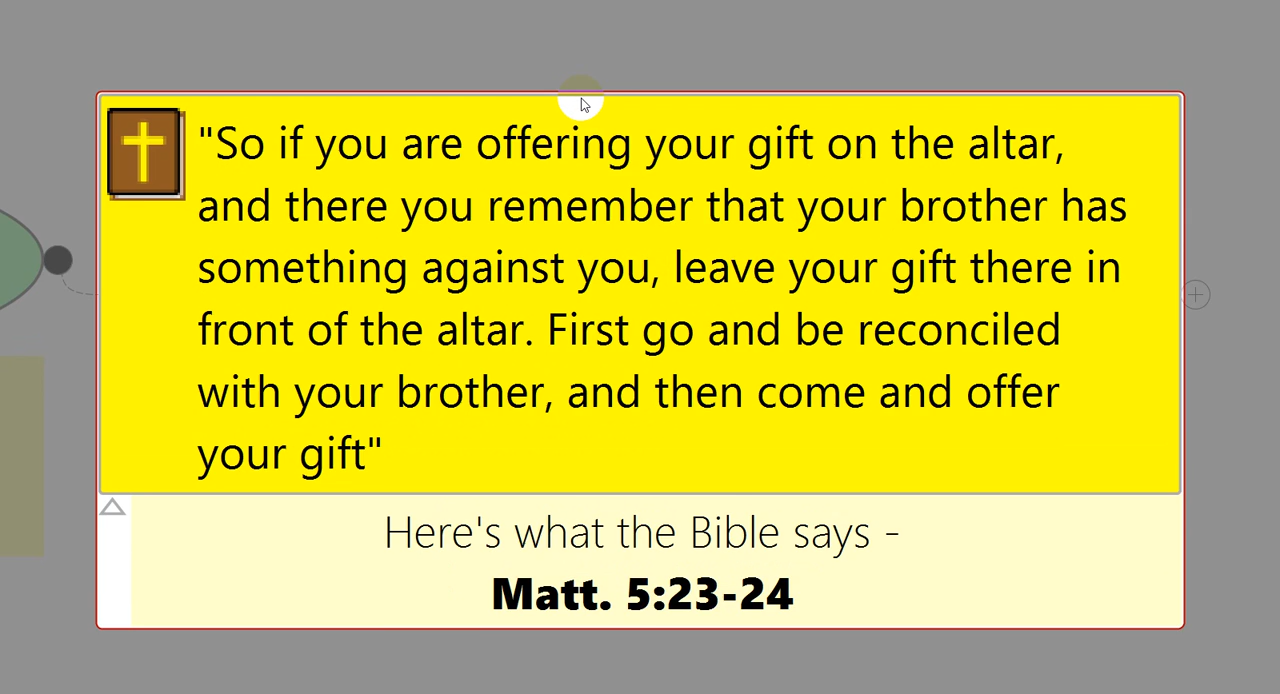 "So if you are offering your gift on the altar,
and there you remember that your brother has
something against you, leave your gift there in
front of the altar. First go and be reconciled
with your brother, and then come and offer
your gift"
Here's what the Bible says -
Matt. 5:23-24